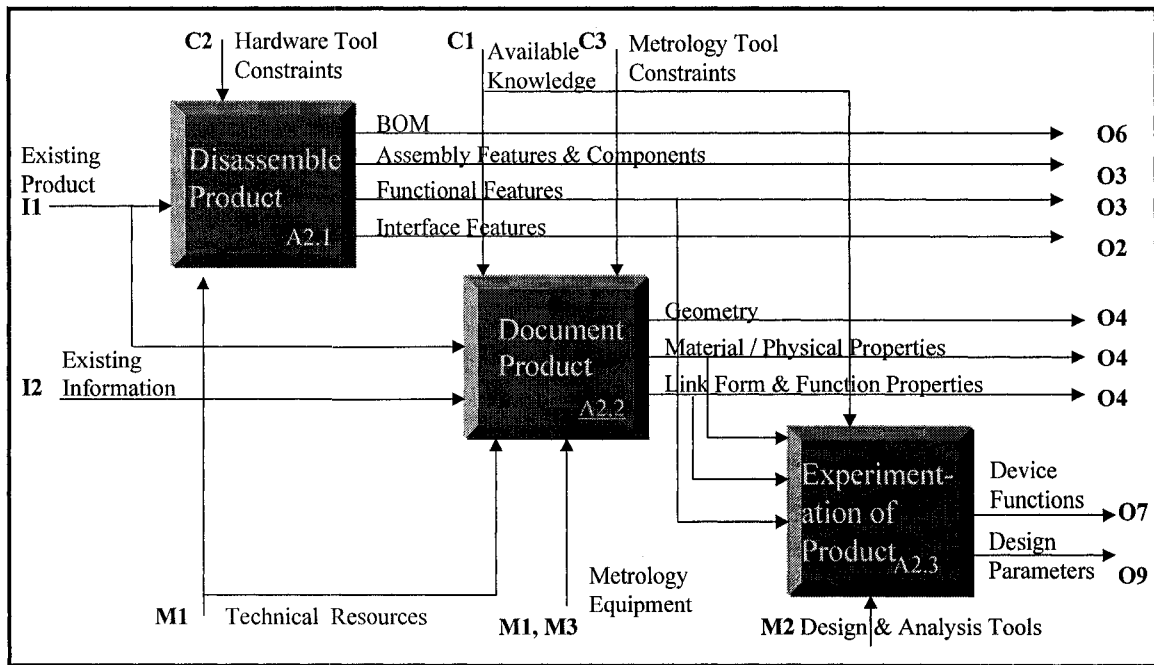 C2 Hardware Tool
Constraints
C1 Available
Knowledge
C3 Metrology Tool
Constraints
Disassemble
Product
A2.1
BOM
O6
Assembly Features & Components
O3
Functional Features
O3
Interface Features
O2
Existing
Product
I1
Document
Product
A2.2
Geometry
O4
Material / Physical Properties
O4
Link Form & Function Properties
O4
Existing
I2 Information
Experiment-
ation of
Product
A2.3
Device
Functions
O7
Design
Parameters
O9
M1 Technical Resources
Metrology
Equipment
M1, M3
M2 Design & Analysis Tools